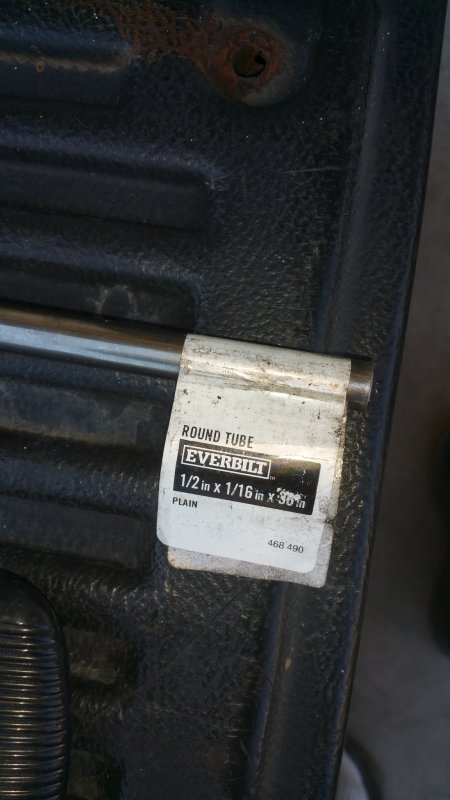 ROUND TUBE
EVERBILT
1/2 in x 1/16 in x 36 in
PLAIN
468 490